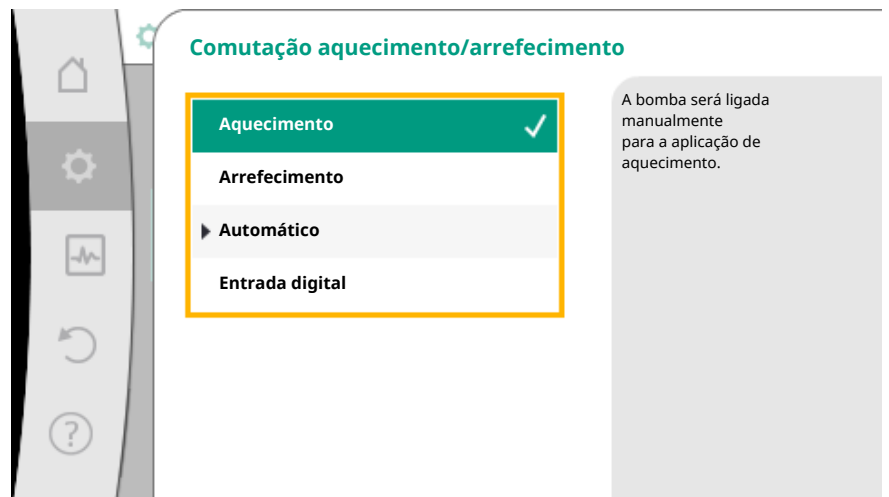 Comutação aquecimento/arrefecimento
Aquecimento
Arrefecimento
Automático
Entrada digital
A bomba será ligada
manualmente
para a aplicação de
aquecimento.
?